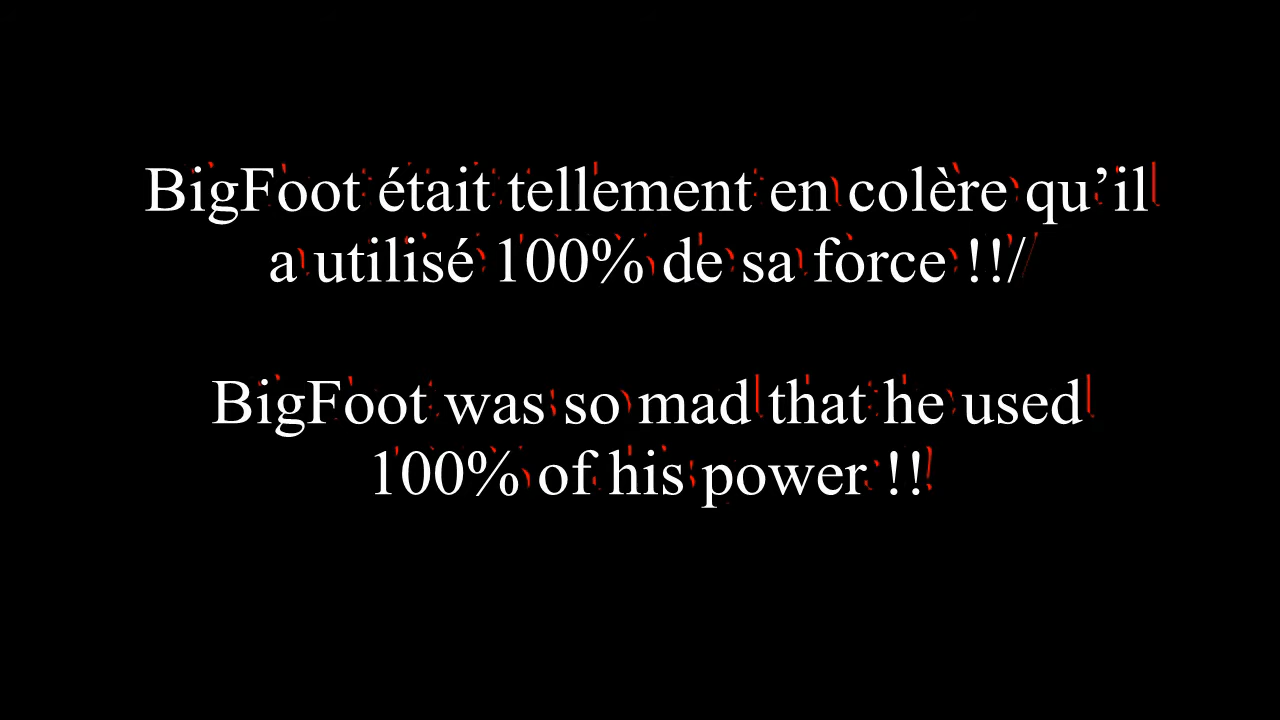 BigFoot était tellement en colère qu’il
a utilisé 100% de sa force !!/
BigFoot was so mad that he used
100% of his power !!